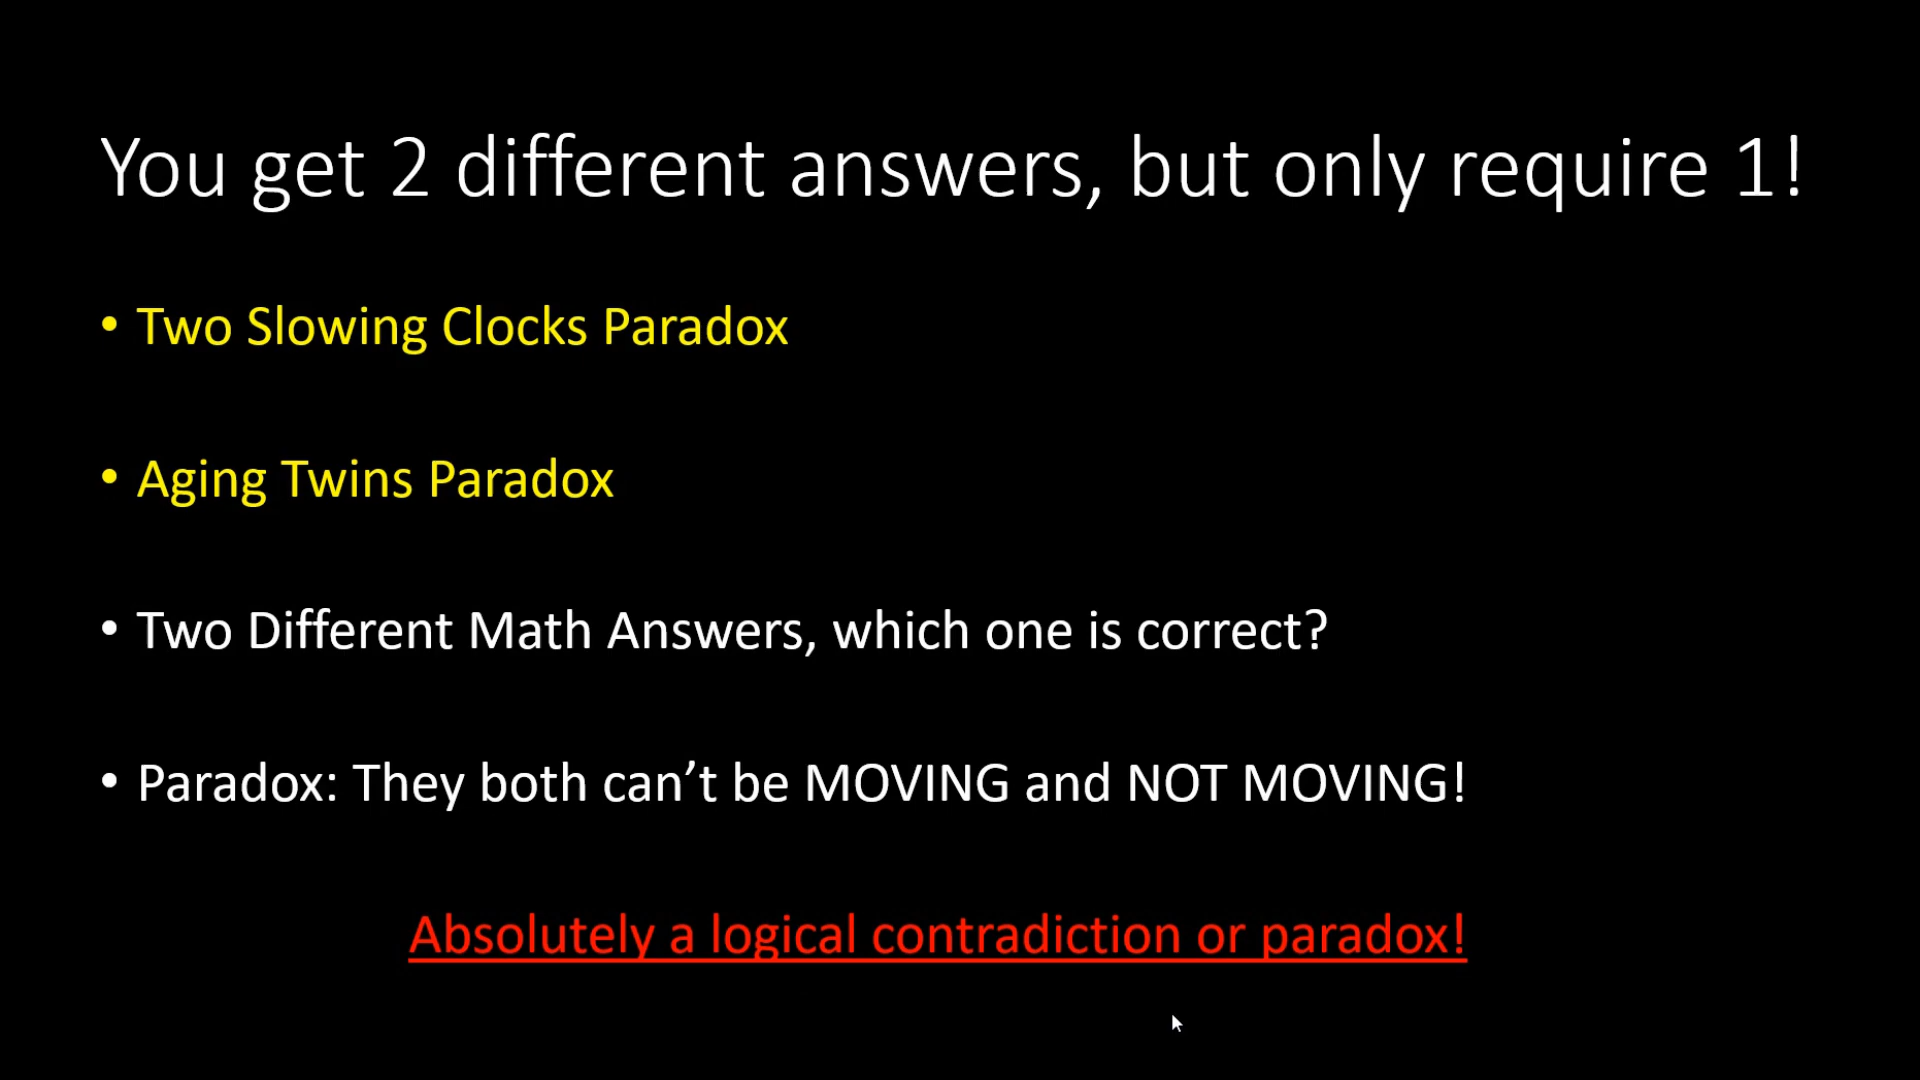 You get 2 different answers, but only require 1!
• Two Slowing Clocks Paradox
• Aging Twins Paradox
• Two Different Math Answers, which one is correct?
• Paradox: They both can’t be MOVING and NOT MOVING!
Absolutely a logical contradiction or paradox!